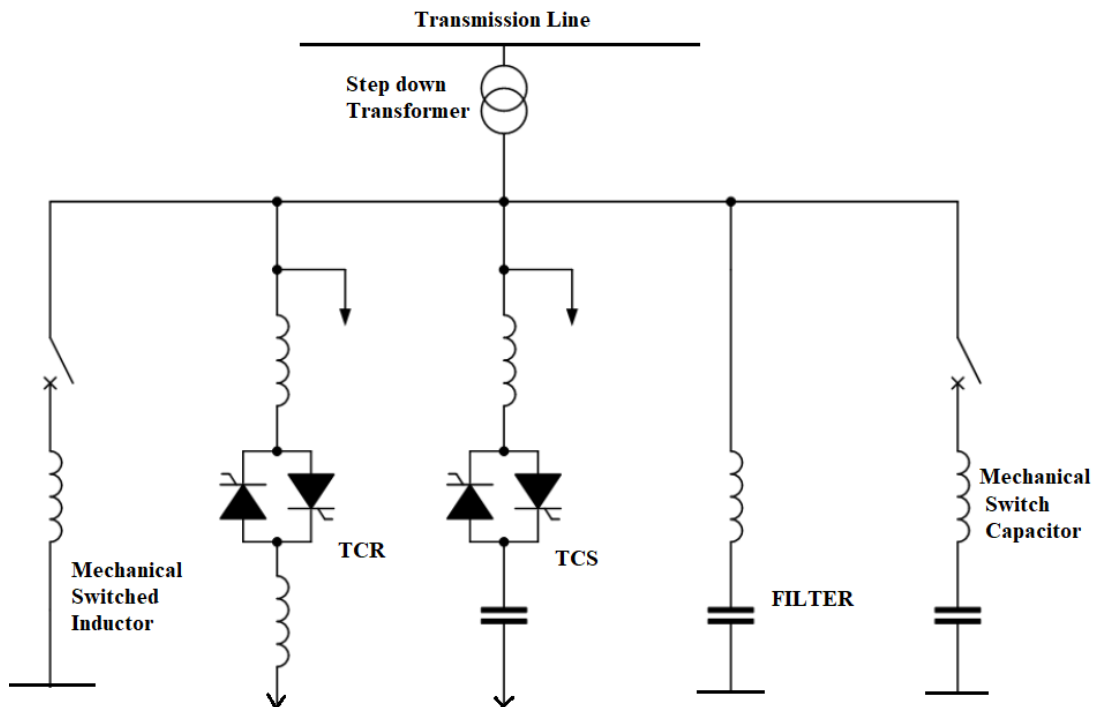 Transmission Line
Step down
Transformer
TCR
TCS
Mechanical
Switched
Inductor
FILTER
Mechanical
Switch
Capacitor